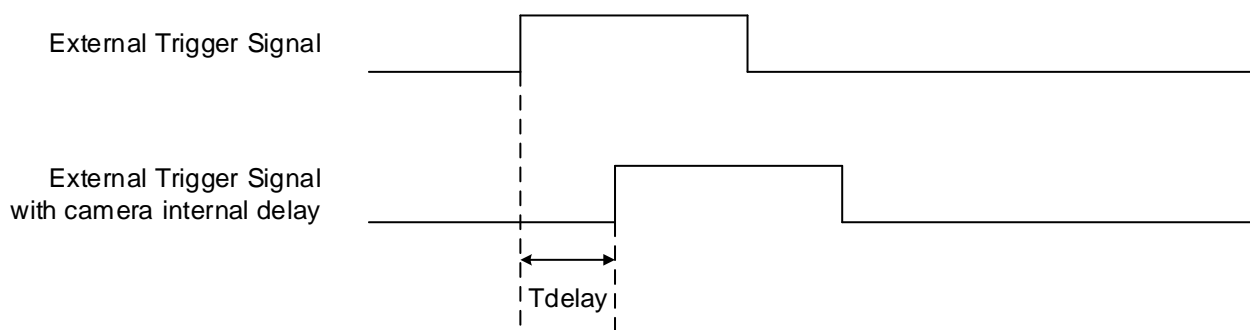 External Trigger Signal
External Trigger Signal
with camera internal delay
Tdelay